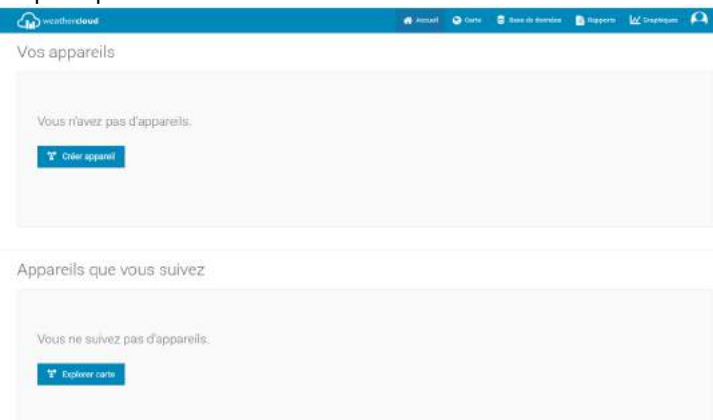 weathercloud
Accueil Carte Base de données Rapports Graphiques
Vos appareils
Vous n'avez pas d'appareils.
Créer appareil
Appareils que vous suivez
Vous ne suivez pas d'appareils.
Explorer carte